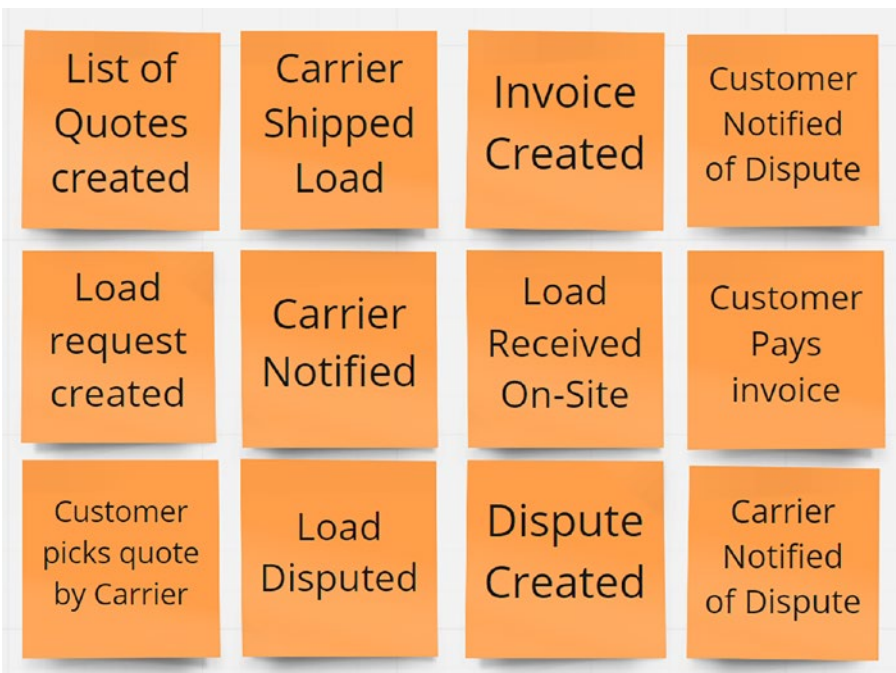 List of
Quotes
created
Carrier
Shipped
Load
Invoice
Created
Customer
Notified
of Dispute
Load
request
created
Carrier
Notified
Load
Received
On-Site
Customer
Pays
invoice
Customer
picks quote
by Carrier
Load
Disputed
Dispute
Created
Carrier
Notified
of Dispute